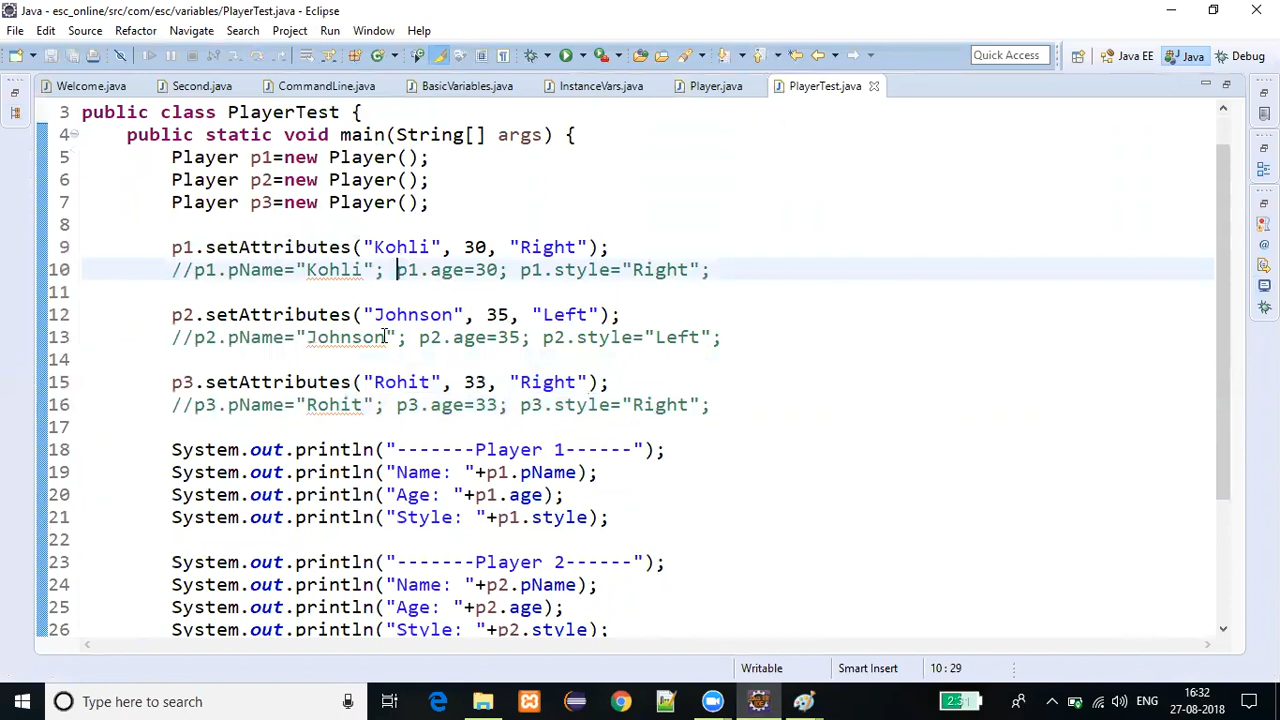 Java - esc_online/src/com/esc/variables/PlayerTest.java - Eclipse
File Edit Source Refactor Navigate Search Project Run Window Help
Quick Access Java EE Java Debug
Welcome.java Second.java CommandLine.java BasicVariables.java InstanceVars.java Player.java PlayerTest.java
3 public class PlayerTest {
4 public static void main(String[] args) {
5 Player p1=new Player();
6 Player p2=new Player();
7 Player p3=new Player();
8
9 p1.setAttributes("Kohli", 30, "Right");
10 //p1.pName="Kohli"; p1.age=30; p1.style="Right";
11
12 p2.setAttributes("Johnson", 35, "Left");
13 //p2.pName="Johnson"; p2.age=35; p2.style="Left";
14
15 p3.setAttributes("Rohit", 33, "Right");
16 //p3.pName="Rohit"; p3.age=33; p3.style="Right";
17
18 System.out.println("-------Player 1------");
19 System.out.println("Name: "+p1.pName);
20 System.out.println("Age: "+p1.age);
21 System.out.println("Style: "+p1.style);
22
23 System.out.println("-------Player 2------");
24 System.out.println("Name: "+p2.pName);
25 System.out.println("Age: "+p2.age);
26 System.out.println("Style: "+p2.style);
Writable Smart Insert 10 : 29
Type here to search ENG 16:32
27-08-2018